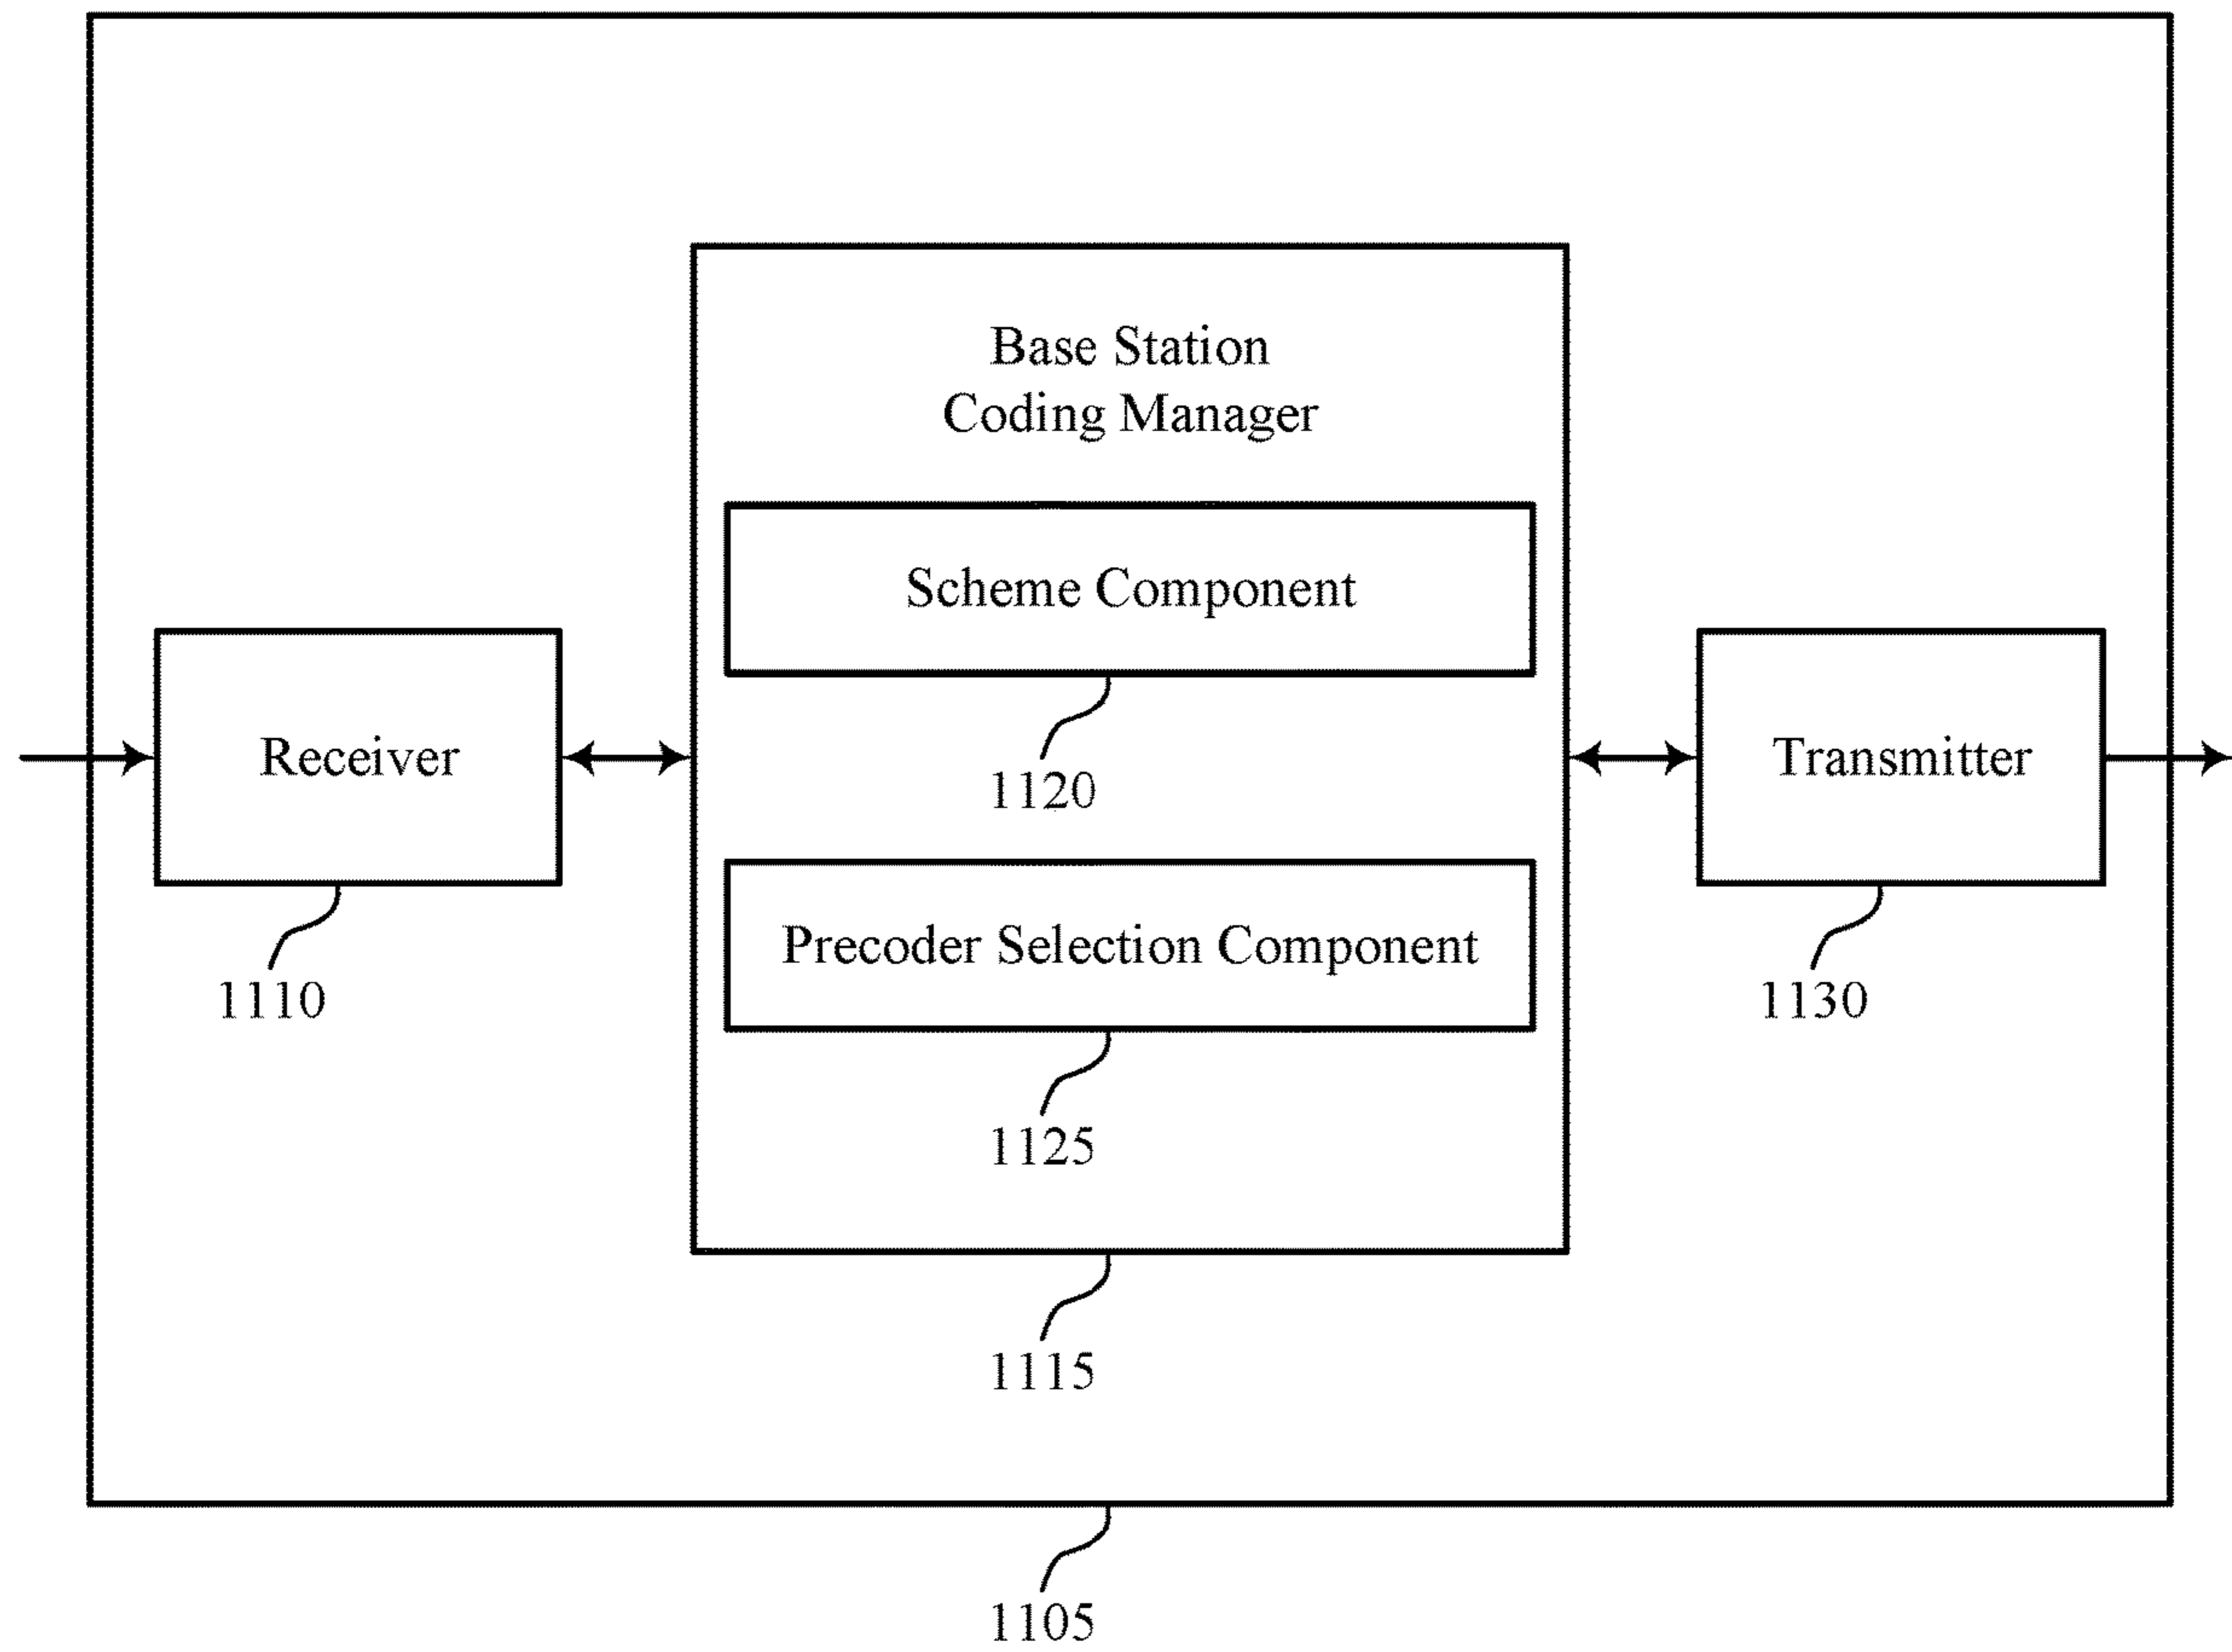 Base Station
Coding Manager
Scheme Component
1120
Receiver
1110
Transmitter
1130
Precoder Selection Component
1125
1115
1105